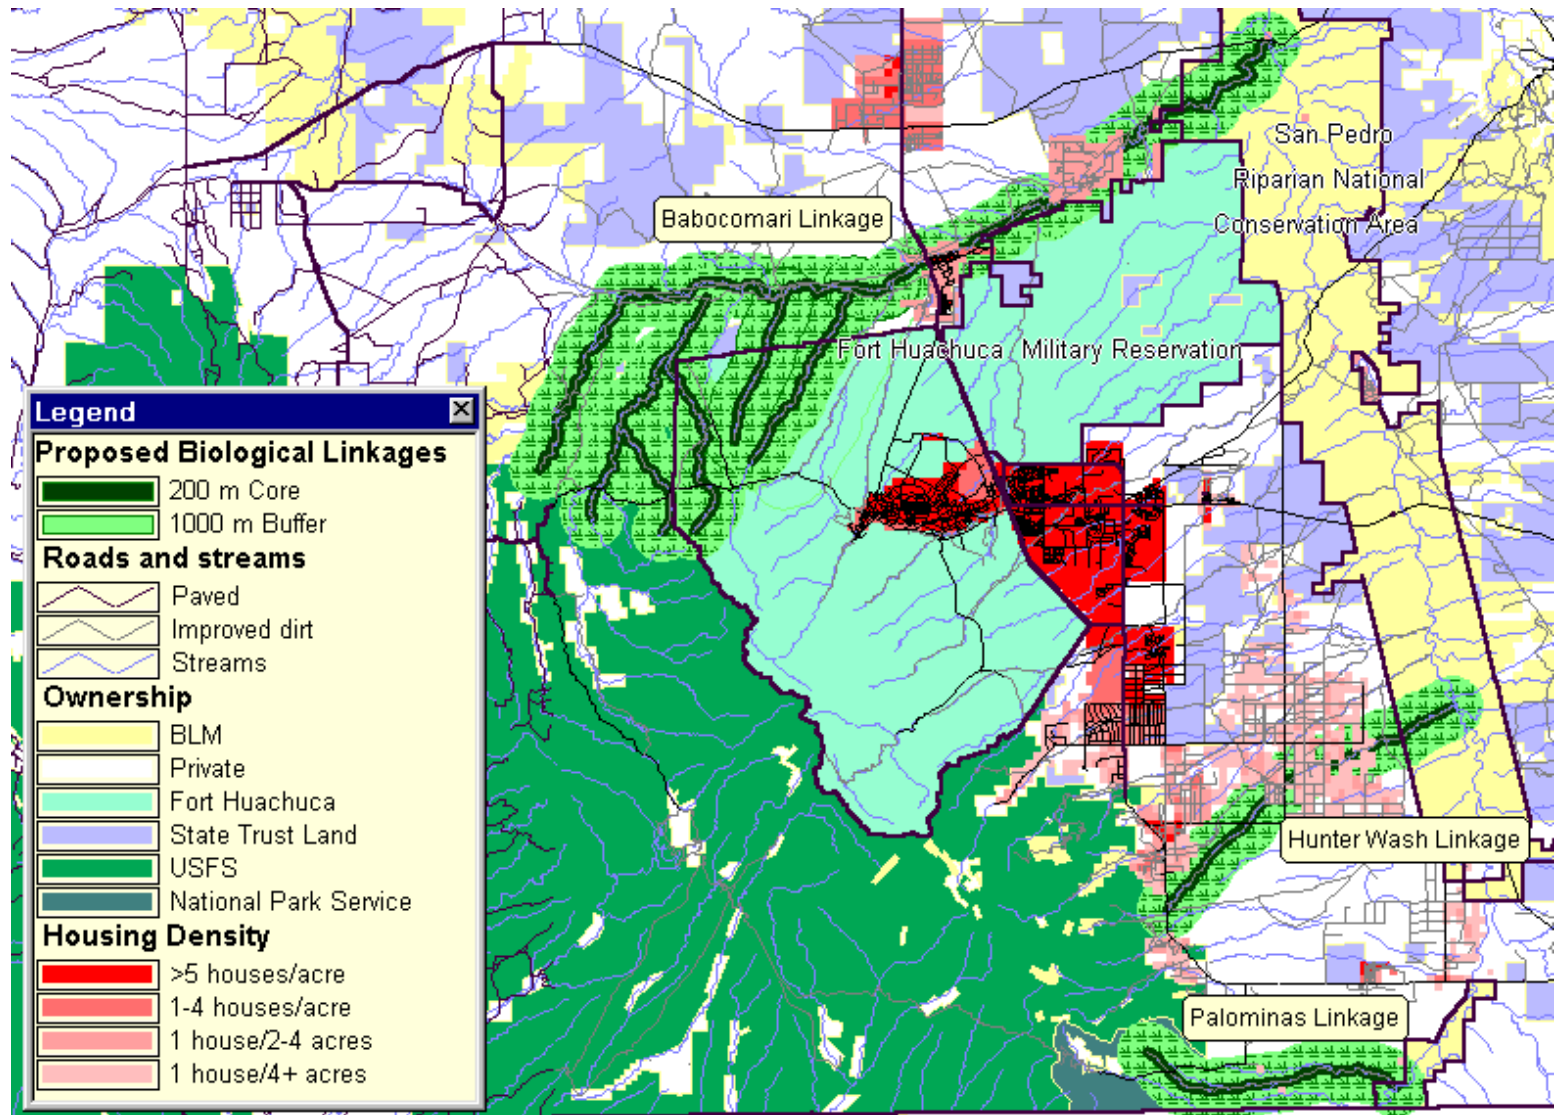 San Pedro
Riparian National
Conservation Area
Babocomari Linkage
Fort Huachuca Military Reservation
Legend
Proposed Biological Linkages
200 m Core
1000 m Buffer
Roads and streams
Paved
Improved dirt
Streams
Ownership
BLM
Private
Fort Huachuca
State Trust Land
USFS
National Park Service
Housing Density
>5 houses/acre
1-4 houses/acre
1 house/2-4 acres
1 house/4+ acres
Hunter Wash Linkage
Palominas Linkage